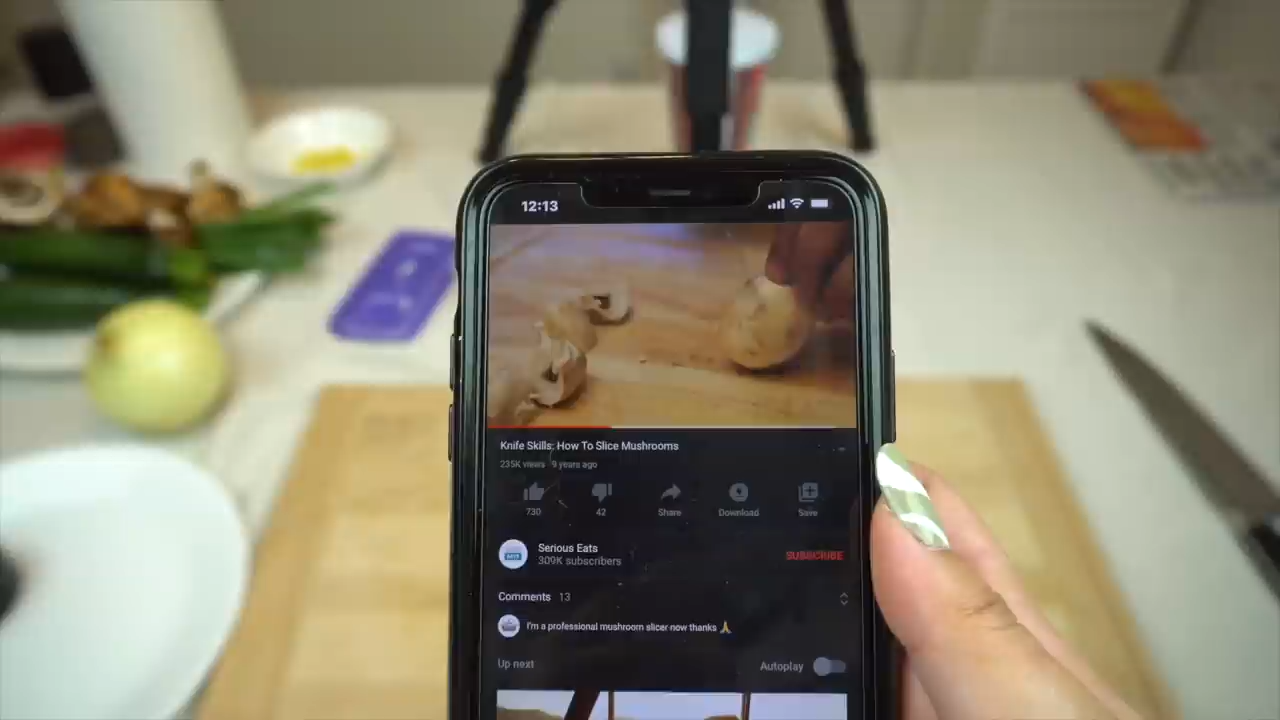 12:13
Knife Skills: How To Slice Mushrooms
235K views 9 years ago
730
42
Share
Download
Save
Serious Eats
309K subscribers
SUBSCRIBE
Comments 13
I'm a professional mushroom slicer now thanks 🙏
Up next
Autoplay